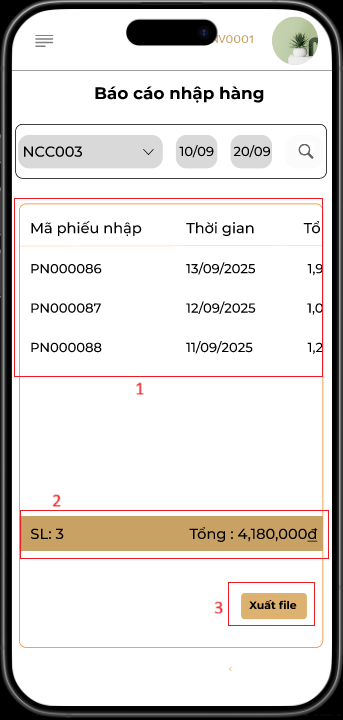 NV0001
Báo cáo nhập hàng
NCC003 10/09 20/09
Mã phiếu nhập Thời gian Tổ
PN000086 13/09/2025 1,9
PN000087 12/09/2025 1,0
PN000088 11/09/2025 1,2
1
2
SL: 3 Tổng : 4,180,000₫
3 Xuất file